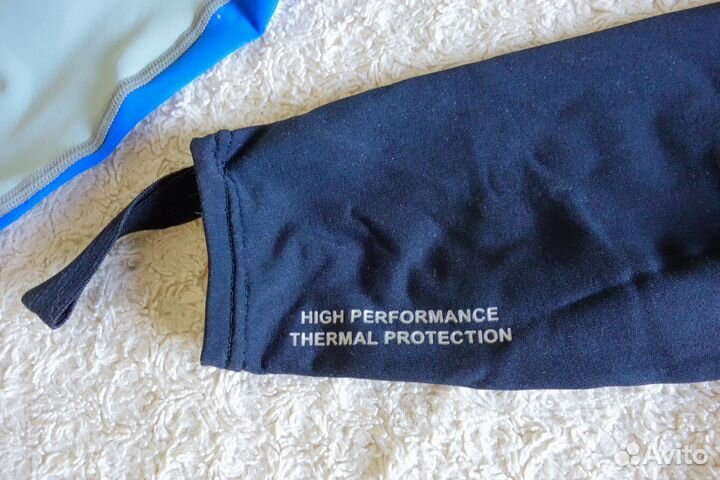 HIGH PERFORMANCE
THERMAL PROTECTION
Avito